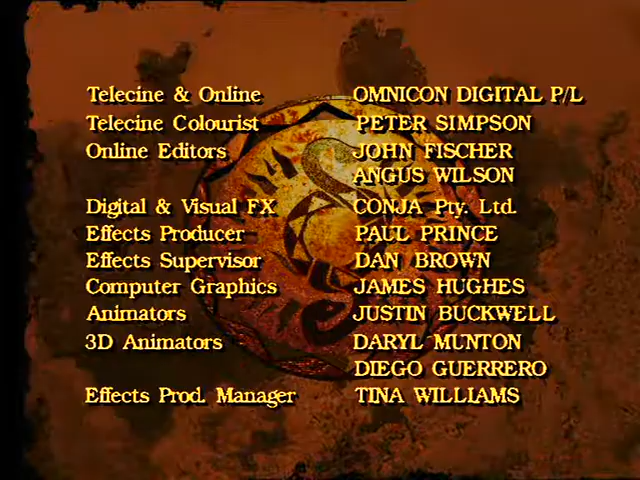 Telecine & Online OMNICON DIGITAL P/L
Telecine Colourist PETER SIMPSON
Online Editors JOHN FISCHER
ANGUS WILSON
Digital & Visual FX CONJA Pty. Ltd.
Effects Producer PAUL PRINCE
Effects Supervisor DAN BROWN
Computer Graphics JAMES HUGHES
Animators JUSTIN BUCKWELL
3D Animators DARYL MUNTON
DIEGO GUERRERO
Effects Prod. Manager TINA WILLIAMS